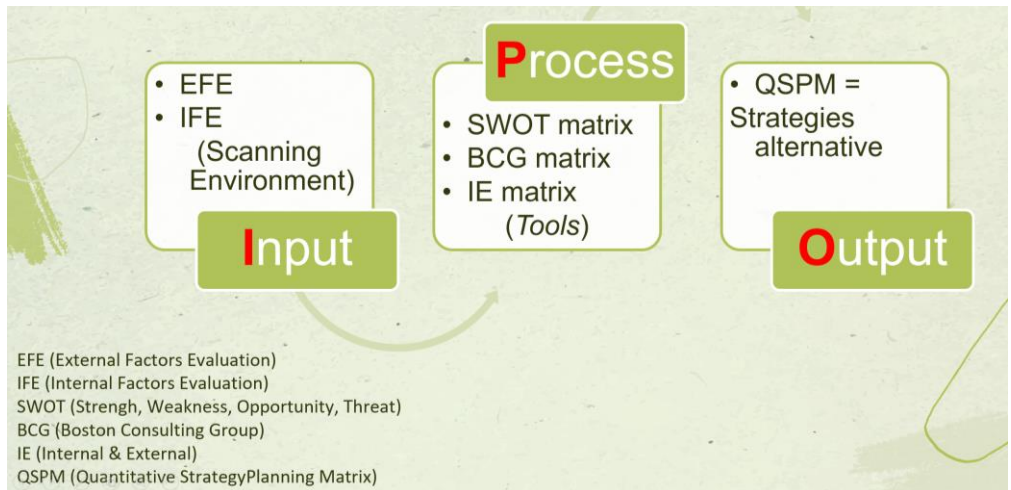 • EFE
• IFE
(Scanning
Environment)
Input
Process
• SWOT matrix
• BCG matrix
• IE matrix
(Tools)
• QSPM =
Strategies
alternative
Output
EFE (External Factors Evaluation)
IFE (Internal Factors Evaluation)
SWOT (Strengh, Weakness, Opportunity, Threat)
BCG (Boston Consulting Group)
IE (Internal & External)
QSPM (Quantitative StrategyPlanning Matrix)